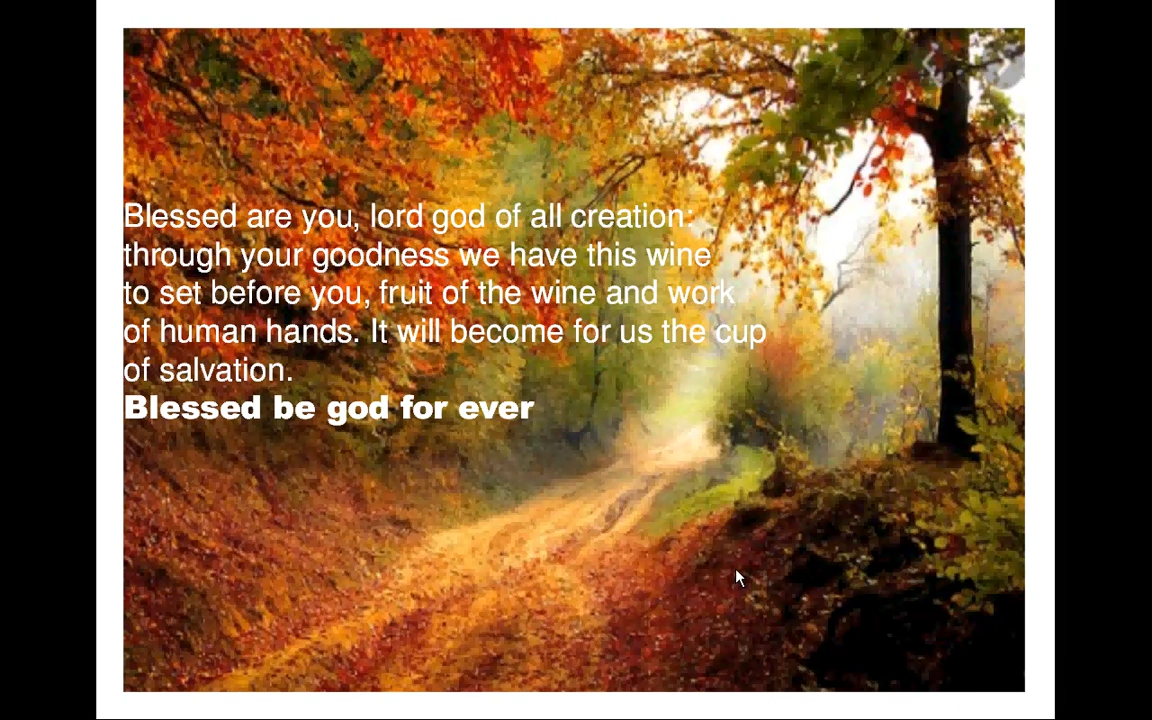 Blessed are you, lord god of all creation:
through your goodness we have this wine
to set before you, fruit of the wine and work
of human hands. It will become for us the cup
of salvation.
Blessed be god for ever